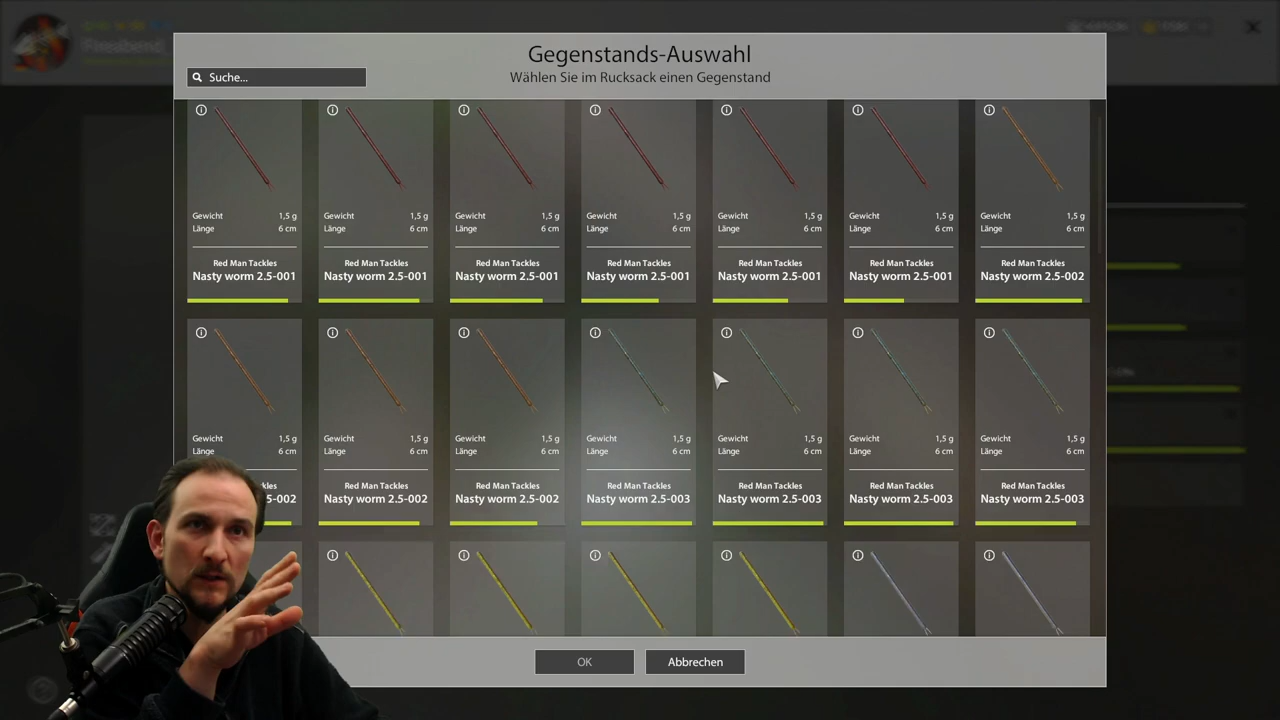 Gegenstands-Auswahl
Wählen Sie im Rucksack einen Gegenstand
Suche...
Gewicht 1,5 g Gewicht 1,5 g Gewicht 1,5 g Gewicht 1,5 g Gewicht 1,5 g Gewicht 1,5 g Gewicht 1,5 g
Länge 6 cm Länge 6 cm Länge 6 cm Länge 6 cm Länge 6 cm Länge 6 cm Länge 6 cm
Red Man Tackles Red Man Tackles Red Man Tackles Red Man Tackles Red Man Tackles Red Man Tackles Red Man Tackles
Nasty worm 2.5-001 Nasty worm 2.5-001 Nasty worm 2.5-001 Nasty worm 2.5-001 Nasty worm 2.5-001 Nasty worm 2.5-001 Nasty worm 2.5-002
Gewicht 1,5 g Gewicht 1,5 g Gewicht 1,5 g Gewicht 1,5 g Gewicht 1,5 g Gewicht 1,5 g Gewicht 1,5 g
Länge 6 cm Länge 6 cm Länge 6 cm Länge 6 cm Länge 6 cm Länge 6 cm Länge 6 cm
kles Red Man Tackles Red Man Tackles Red Man Tackles Red Man Tackles Red Man Tackles Red Man Tackles
5-002 Nasty worm 2.5-002 Nasty worm 2.5-002 Nasty worm 2.5-003 Nasty worm 2.5-003 Nasty worm 2.5-003 Nasty worm 2.5-003
OK Abbrechen